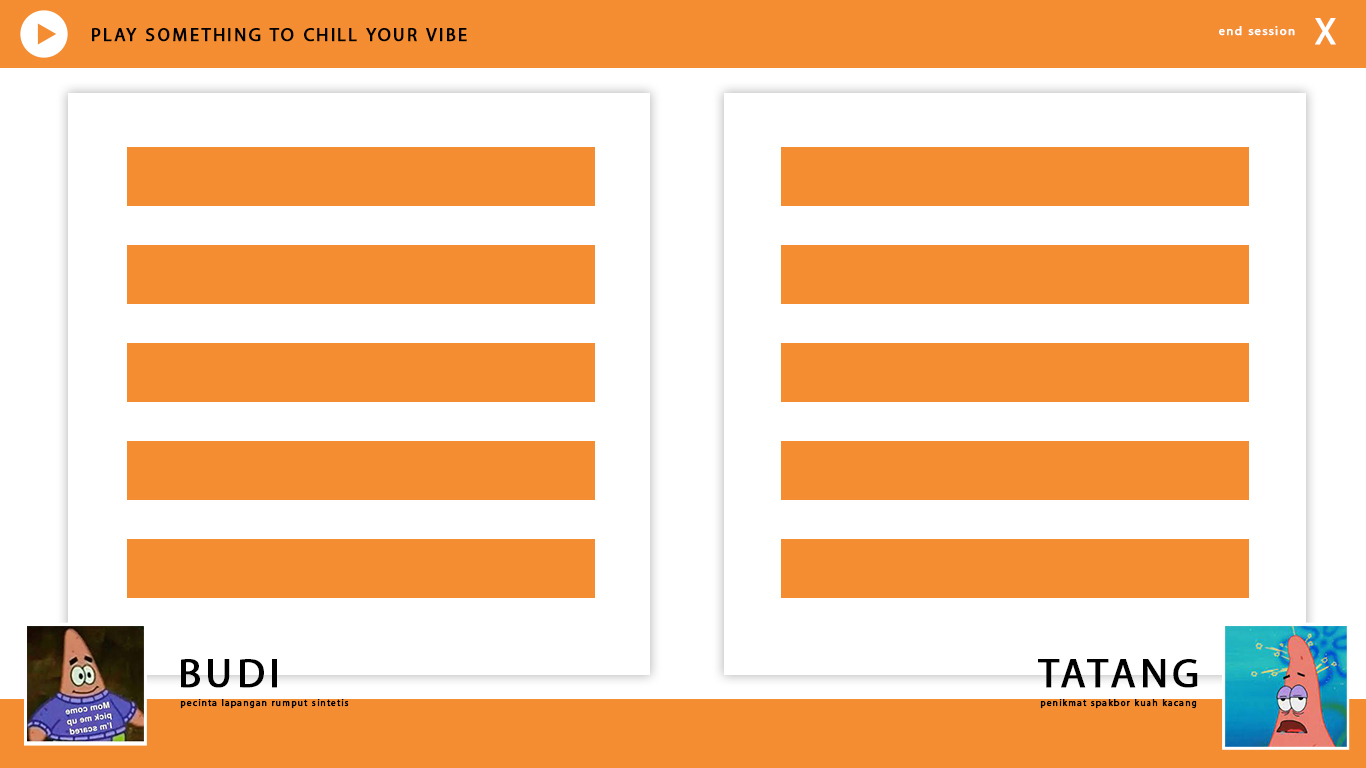 PLAY SOMETHING TO CHILL YOUR VIBE
end session X
BUDI
pecinta lapangan rumput sintetis
Mom come
pick me up
I'm scared
TATANG
penikmat spakbor kuah kacang